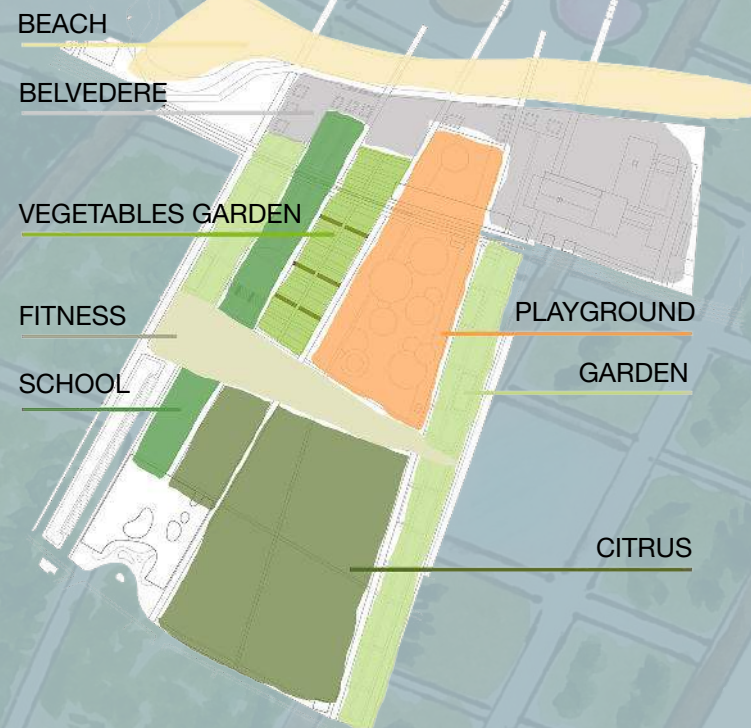 BEACH
BELVEDERE
VEGETABLES GARDEN
FITNESS
PLAYGROUND
SCHOOL
GARDEN
CITRUS